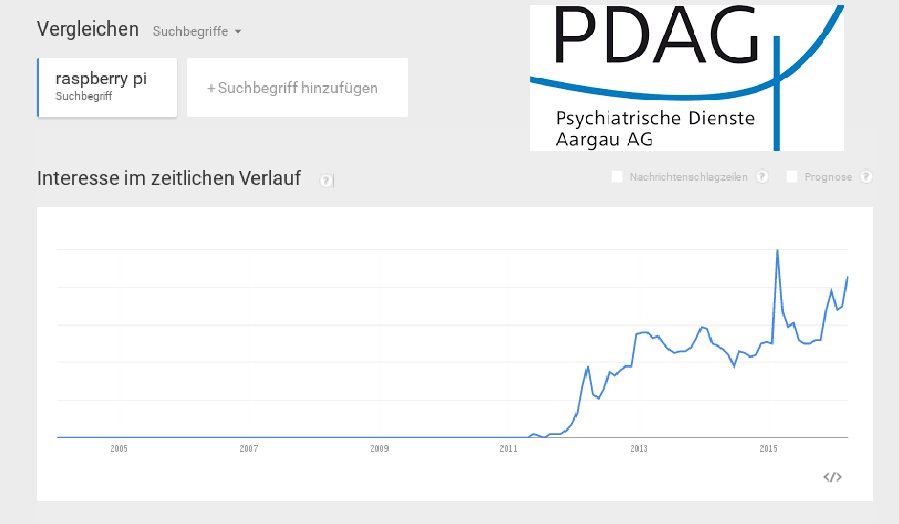 Vergleichen Suchbegriffe
PDAG
Psychiatrische Dienste
Aargau AG
raspberry pi
Suchbegriff
+ Suchbegriff hinzufügen
Interesse im zeitlichen Verlauf ?
Nachrichtenschlagzeilen ? Prognose ?
2005 2007 2009 2011 2013 2015
</>